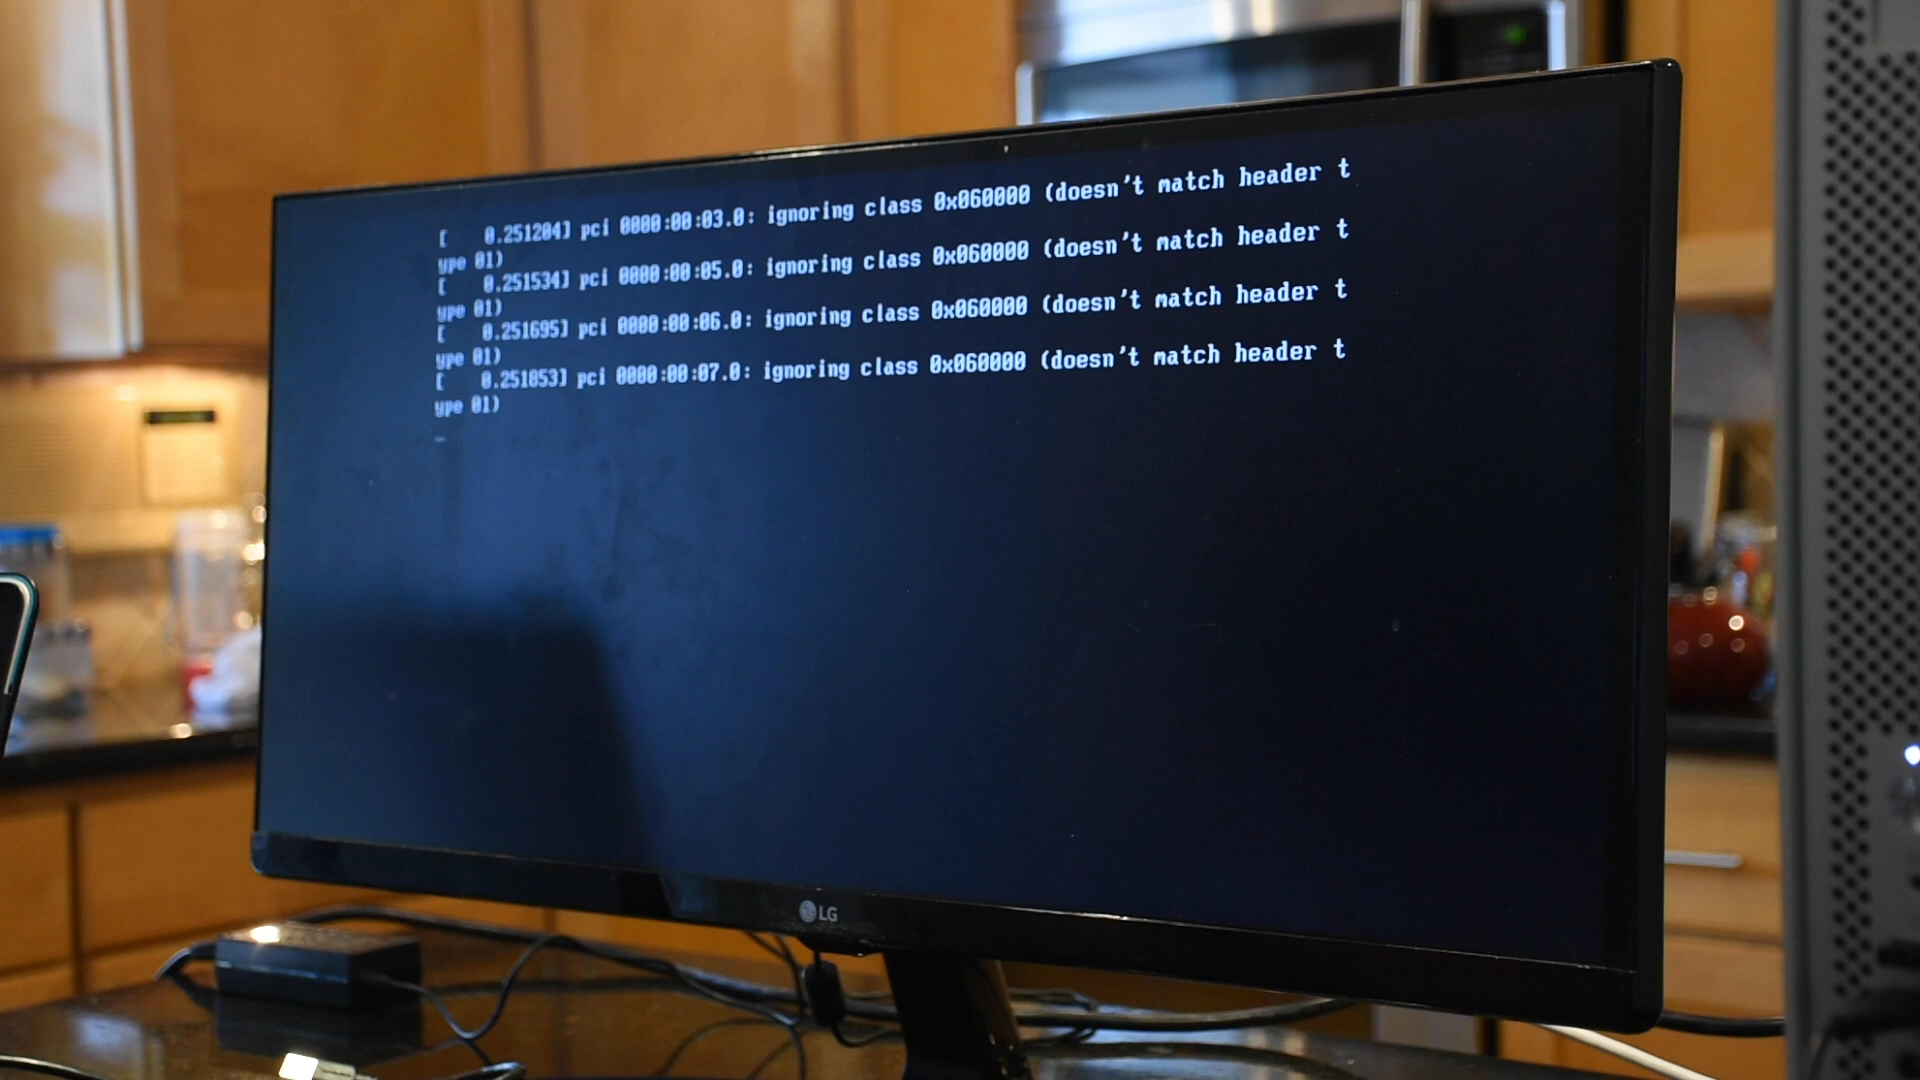 [    0.251204] pci 0000:00:03.0: ignoring class 0x060000 (doesn't match header t
ype 01)
[    0.251534] pci 0000:00:05.0: ignoring class 0x060000 (doesn't match header t
ype 01)
[    0.251695] pci 0000:00:06.0: ignoring class 0x060000 (doesn't match header t
ype 01)
[    0.251853] pci 0000:00:07.0: ignoring class 0x060000 (doesn't match header t
ype 01)
_
LG